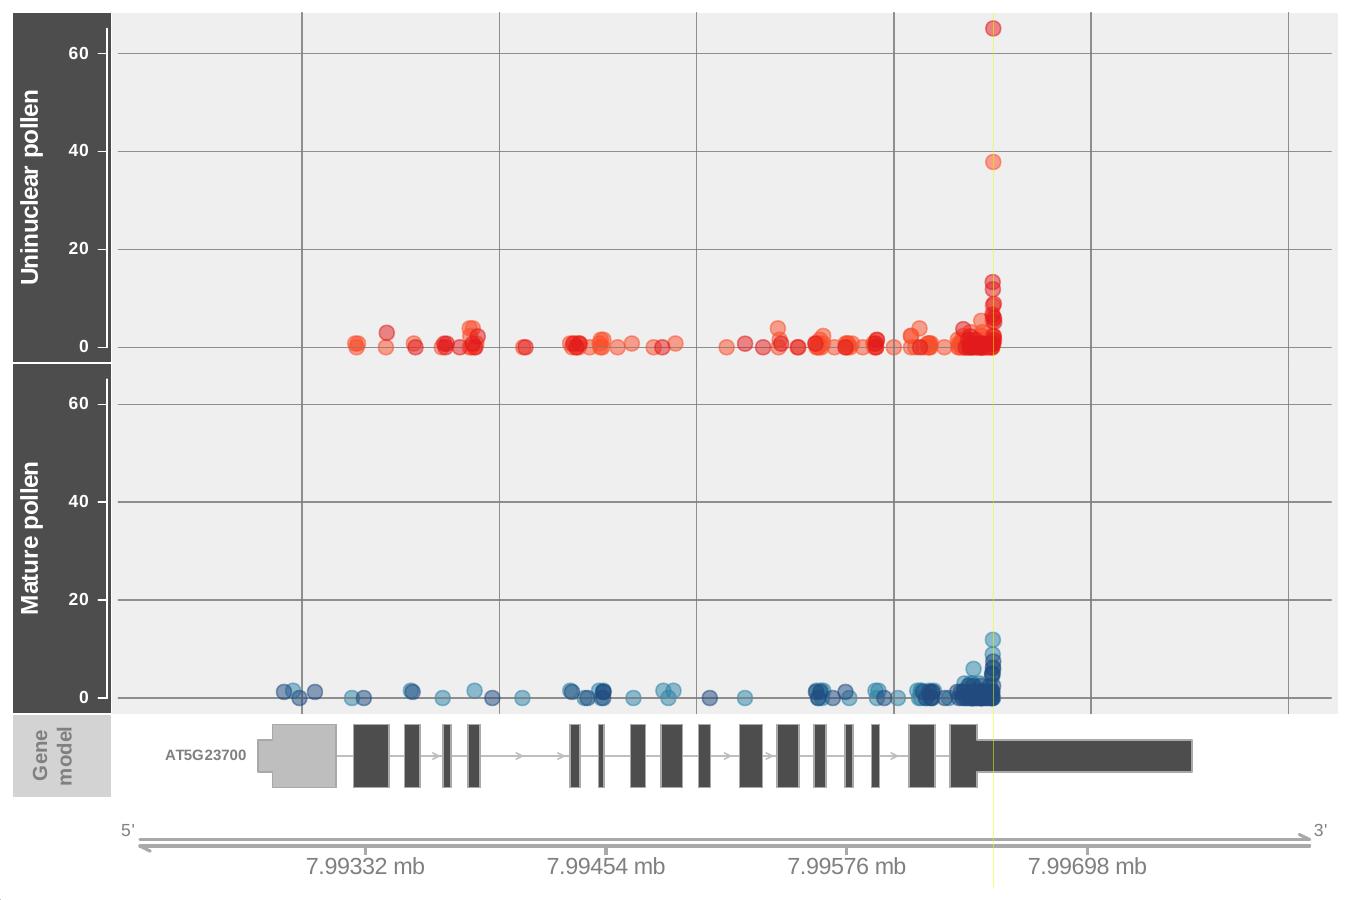 Uninuclear pollen
60
40
20
0
Mature pollen
60
40
20
0
Gene
model
AT5G23700
5'
3'
7.99332 mb
7.99454 mb
7.99576 mb
7.99698 mb